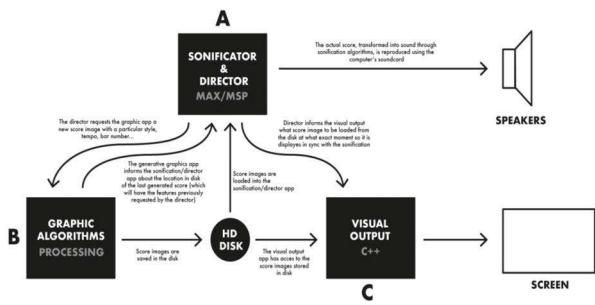 A
SONIFICATOR
&
DIRECTOR
MAX/MSP
The actual score, transformed into sound through
sonification algorithms, is reproduced using the
computer's soundcord
SPEAKERS
The director requests the graphic app a
new score image with a particular style,
tempo, bar number...
Director informs the visual output
what score image to be loaded from
the disk at what exact moment so it is
displayes in sync with the sonification
The generative graphics app
informs the sonification/director
app about the location in disk
of the last generated score (which
will have the features previously
requested by the director)
Score images are
loaded into the
sonification/director app
B
GRAPHIC
ALGORITHMS
PROCESSING
Score images are
saved in the disk
HD
DISK
The visual output
app has acces to the
score images stored
in disk
VISUAL
OUTPUT
C++
C
SCREEN